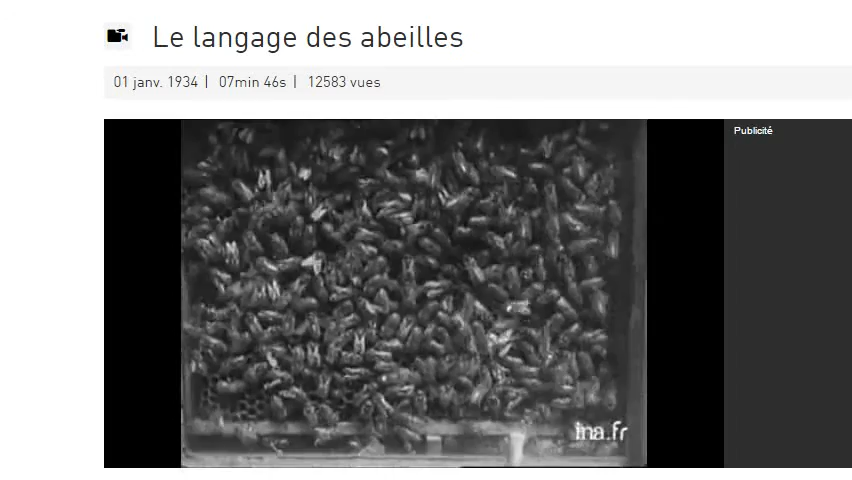 Le langage des abeilles
01 janv. 1934 | 07min 46s | 12583 vues
Publicité
ina.fr